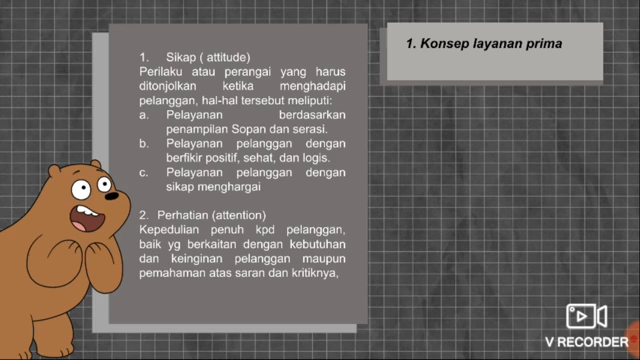 1. Konsep layanan prima
1. Sikap ( attitude)
Perilaku atau perangai yang harus
ditonjolkan ketika menghadapi
pelanggan, hal-hal tersebut meliputi:
a. Pelayanan berdasarkan
penampilan Sopan dan serasi.
b. Pelayanan pelanggan dengan
berfikir positif, sehat, dan logis.
c. Pelayanan pelanggan dengan
sikap menghargai
2. Perhatian (attention)
Kepedulian penuh kpd pelanggan,
baik yg berkaitan dengan kebutuhan
dan keinginan pelanggan maupun
pemahaman atas saran dan kritiknya,
V RECORDER